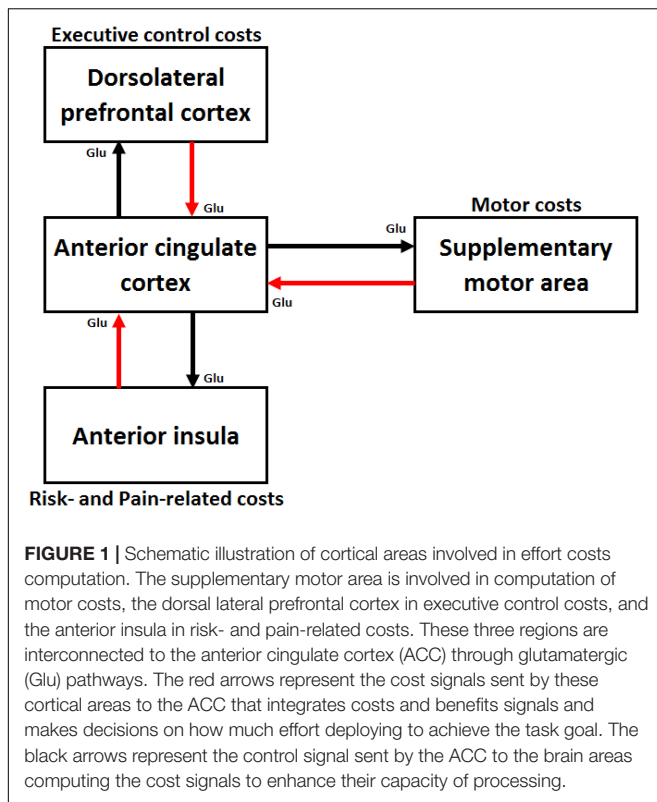 Executive control costs
Dorsolateral
prefrontal cortex
Glu
Glu
Motor costs
Glu
Anterior cingulate
cortex
Supplementary
motor area
Glu
Glu
Glu
Anterior insula
Risk- and Pain-related costs
FIGURE 1 | Schematic illustration of cortical areas involved in effort costs
computation. The supplementary motor area is involved in computation of
motor costs, the dorsal lateral prefrontal cortex in executive control costs, and
the anterior insula in risk- and pain-related costs. These three regions are
interconnected to the anterior cingulate cortex (ACC) through glutamatergic
(Glu) pathways. The red arrows represent the cost signals sent by these
cortical areas to the ACC that integrates costs and benefits signals and
makes decisions on how much effort deploying to achieve the task goal. The
black arrows represent the control signal sent by the ACC to the brain areas
computing the cost signals to enhance their capacity of processing.